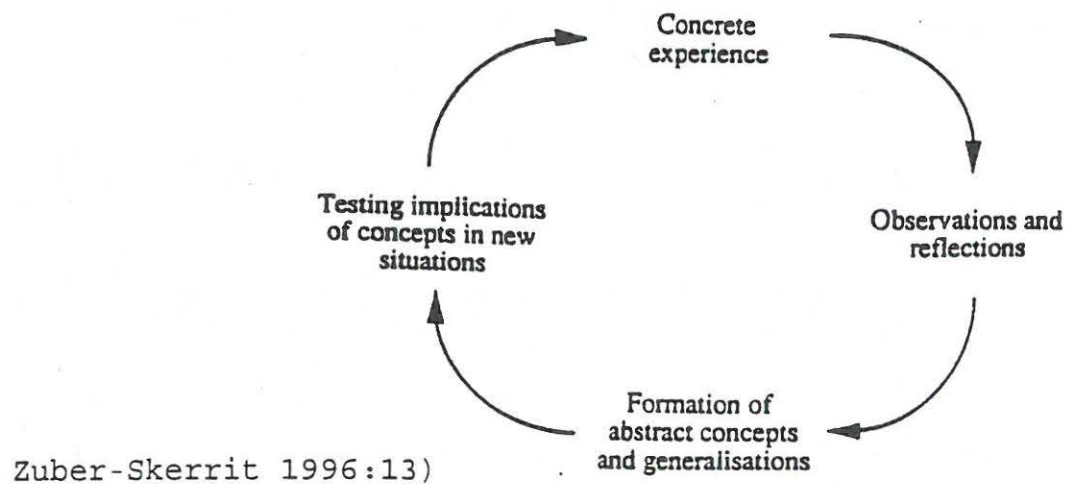 Concrete
experience
Observations and
reflections
Formation of
abstract concepts
and generalisations
Testing implications
of concepts in new
situations
Zuber-Skerrit 1996:13)